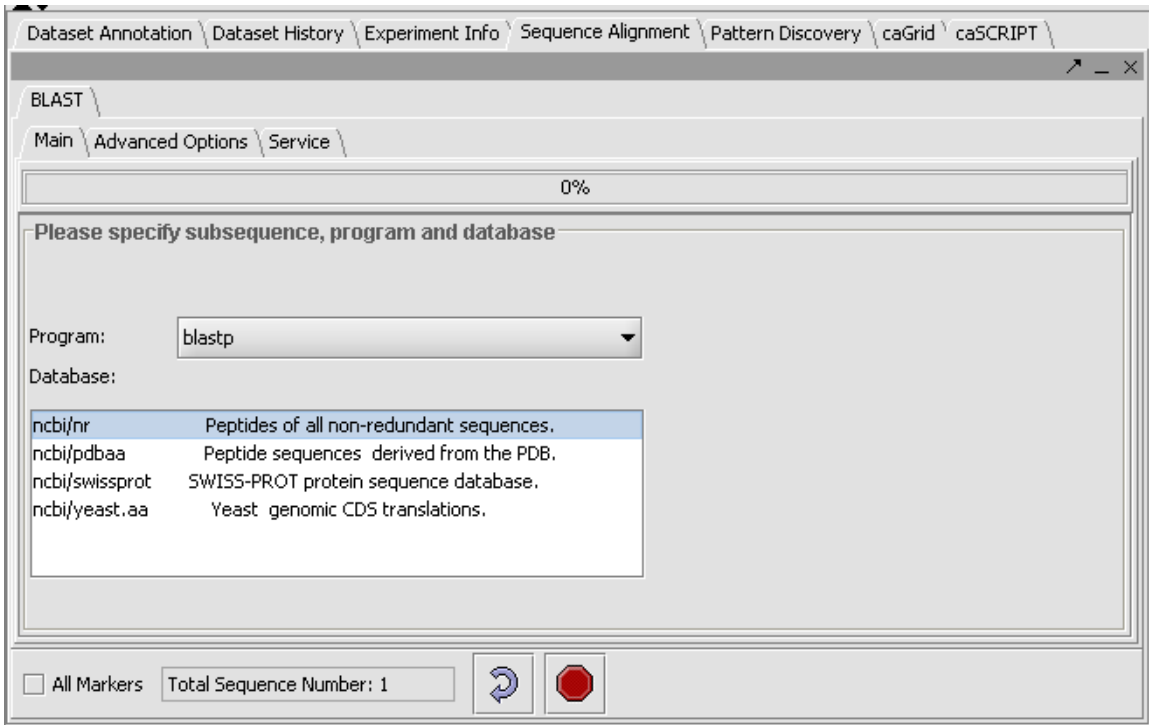 Dataset Annotation Dataset History Experiment Info Sequence Alignment Pattern Discovery caGrid caSCRIPT
BLAST
Main Advanced Options Service
0%
Please specify subsequence, program and database
Program: blastp
Database:
ncbi/nr Peptides of all non-redundant sequences.
ncbi/pdbaa Peptide sequences derived from the PDB.
ncbi/swissprot SWISS-PROT protein sequence database.
ncbi/yeast.aa Yeast genomic CDS translations.
All Markers Total Sequence Number: 1